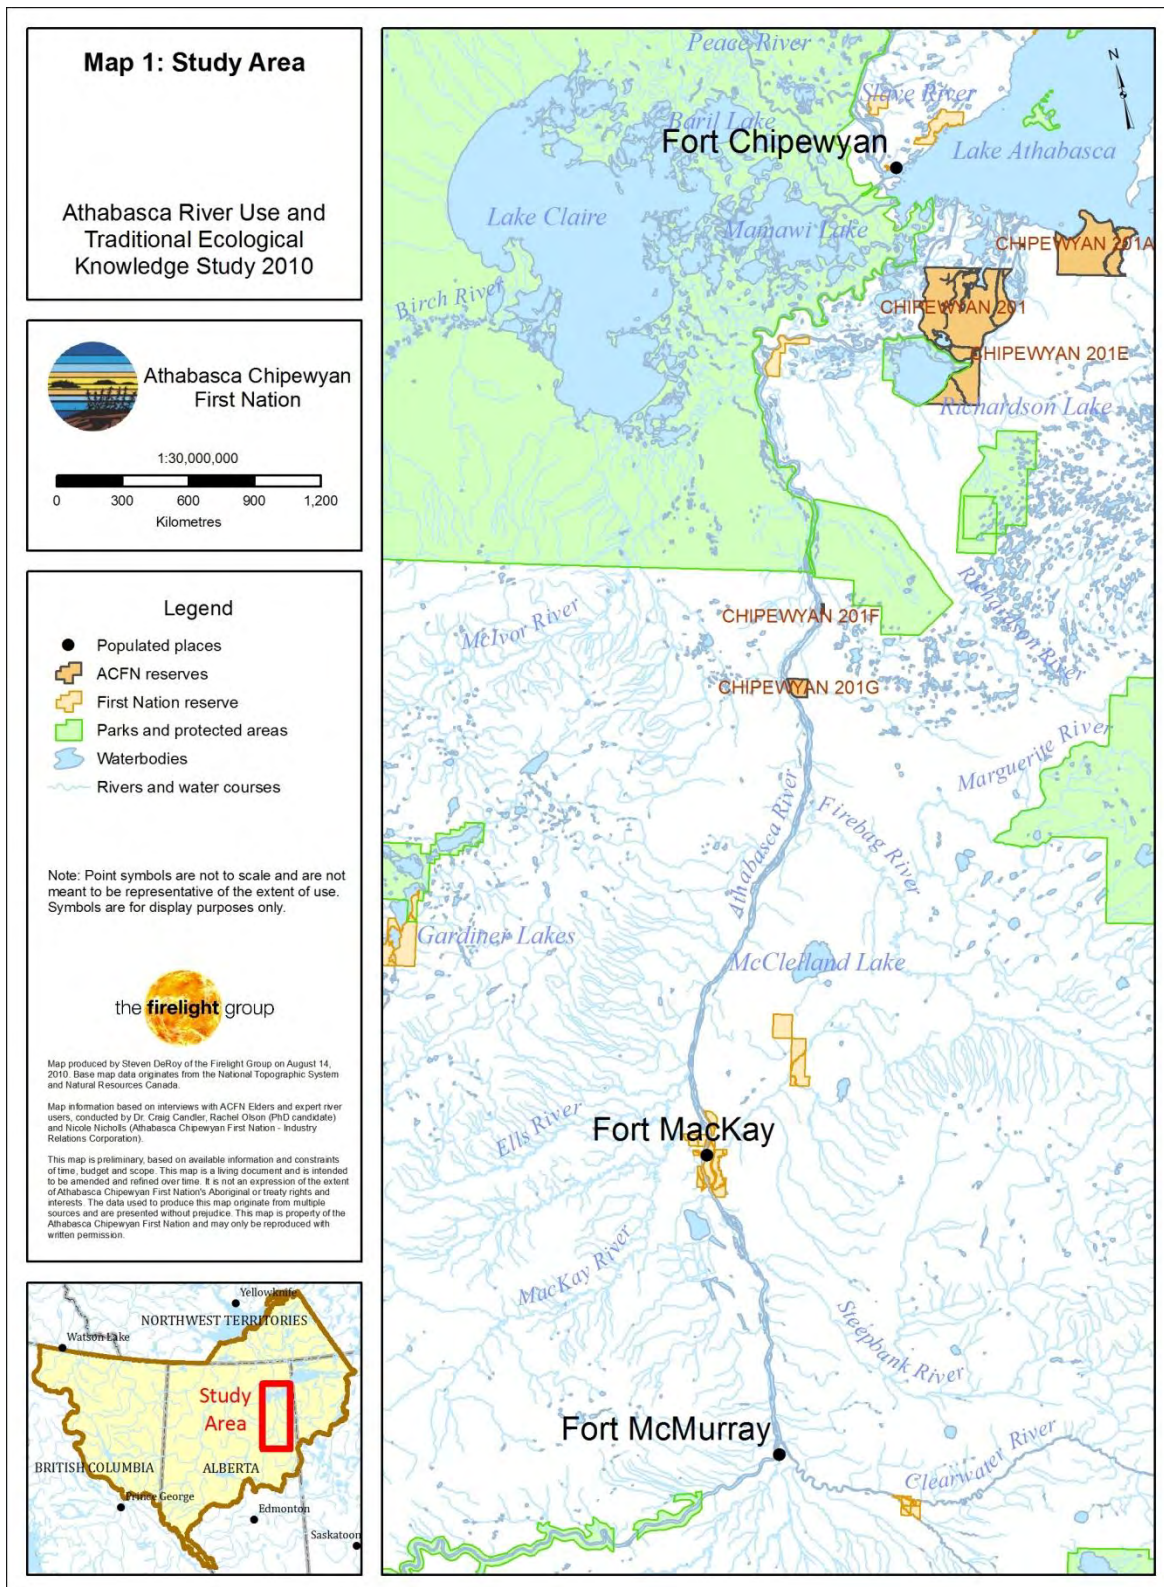 Map 1: Study Area
Athabasca River Use and
Traditional Ecological
Knowledge Study 2010
Athabasca Chipewyan
First Nation
1:30,000,000
0 300 600 900 1,200
Kilometres
Legend
Populated places
ACFN reserves
First Nation reserve
Parks and protected areas
Waterbodies
Rivers and water courses
Note: Point symbols are not to scale and are not
meant to be representative of the extent of use.
Symbols are for display purposes only.
the firelight group
Map produced by Steven DeRoy of the Firelight Group on August 14,
2010. Base map data originates from the National Topographic System
and Natural Resources Canada.
Map information based on interviews with ACFN Elders and expert river
users, conducted by Dr. Craig Candler, Rachel Olson (PhD candidate)
and Nicole Nicholls (Athabasca Chipewyan First Nation - Industry
Relations Corporation).
This map is preliminary, based on available information and constraints
of time, budget and scope. This map is a living document and is intended
to be amended and refined over time. It is not an expression of the extent
of Athabasca Chipewyan First Nation's Aboriginal or treaty rights and
interests. The data used to produce this map originate from multiple
sources and are presented without prejudice. This map is property of the
Athabasca Chipewyan First Nation and may only be reproduced with
written permission.
Yellowknife
NORTHWEST TERRITORIES
Watson Lake
Study
Area
BRITISH COLUMBIA
ALBERTA
Prince George
Edmonton
Saskatoon
Peace River
N
Slave River
Baril Lake
Fort Chipewyan
Lake Athabasca
Lake Claire
Mamawi Lake
CHIPEWYAN 201A
Birch River
CHIPEWYAN 201
CHIPEWYAN 201E
Richardson Lake
Richardson River
McIvor River
CHIPEWYAN 201F
CHIPEWYAN 201G
Marguerite River
Athabasca River
Firebag River
Gardiner Lakes
McClelland Lake
Ells River
Fort MacKay
MacKay River
Steepbank River
Fort McMurray
Clearwater River